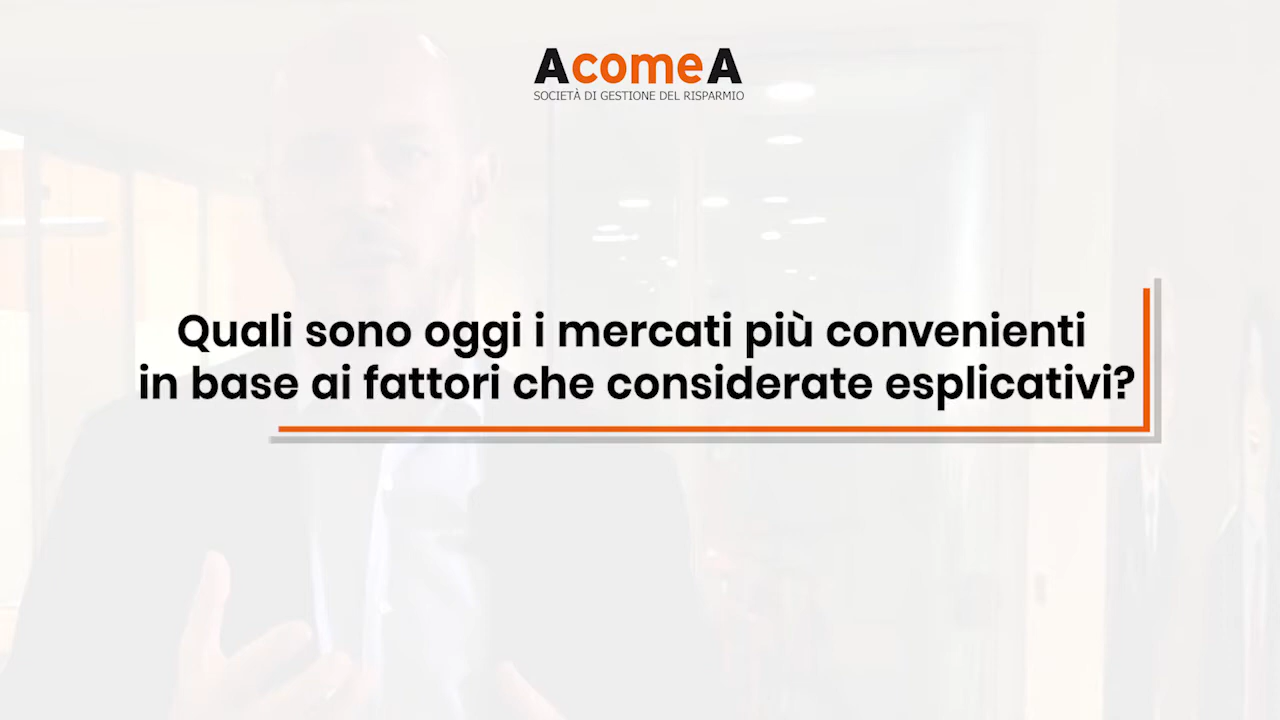 AcomeA
SOCIETÀ DI GESTIONE DEL RISPARMIO
Quali sono oggi i mercati più convenienti
in base ai fattori che considerate esplicativi?